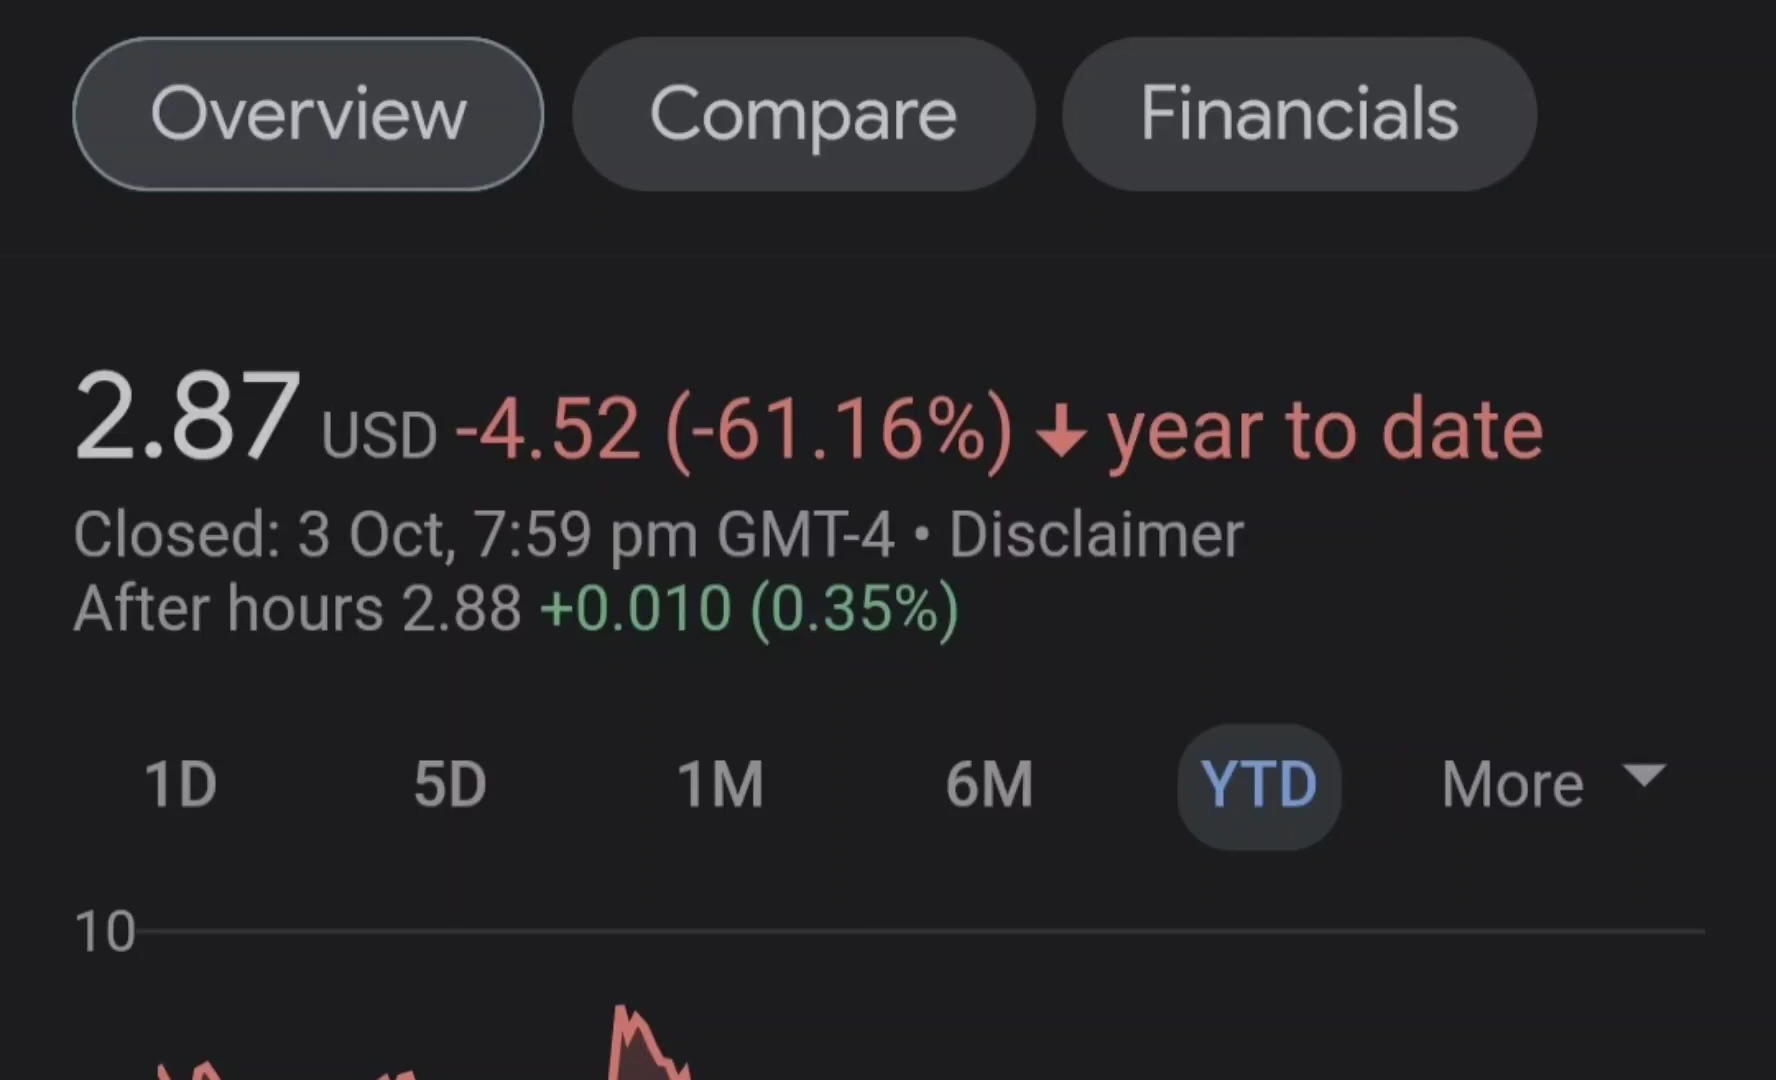 Overview Compare Financials
2.87 USD -4.52 (-61.16%) ↓ year to date
Closed: 3 Oct, 7:59 pm GMT-4 • Disclaimer
After hours 2.88 +0.010 (0.35%)
1D 5D 1M 6M YTD More
10